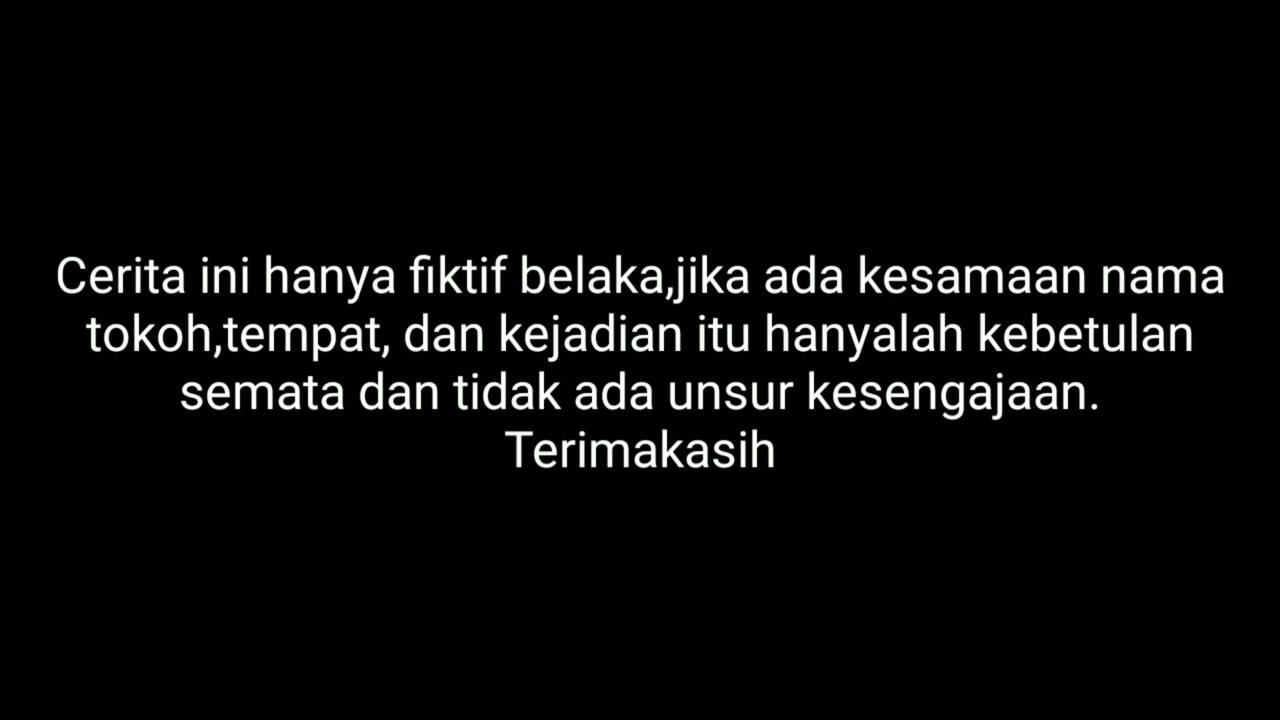 Cerita ini hanya fiktif belaka,jika ada kesamaan nama
tokoh,tempat, dan kejadian itu hanyalah kebetulan
semata dan tidak ada unsur kesengajaan.
Terimakasih